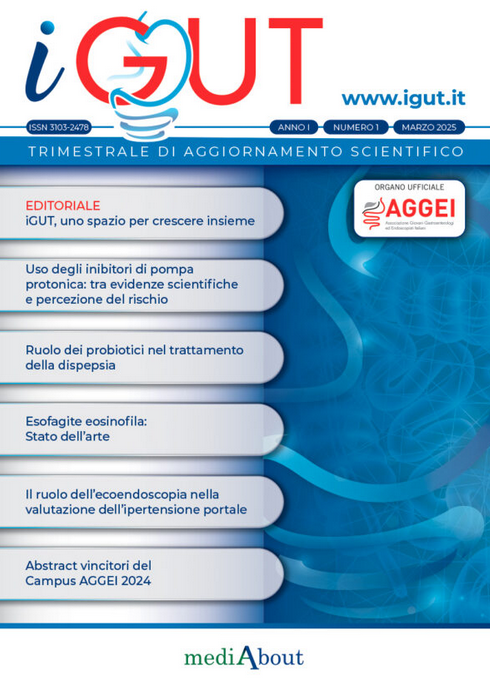 iGUT
www.igut.it
ISSN 3103-2478
ANNO I
NUMERO 1
MARZO 2025
TRIMESTRALE DI AGGIORNAMENTO SCIENTIFICO
ORGANO UFFICIALE
AGGEI
Associazione Giovani Gastroenterologi
ed Endoscopisti Italiani
EDITORIALE
iGUT, uno spazio per crescere insieme
Uso degli inibitori di pompa
protonica: tra evidenze scientifiche
e percezione del rischio
Ruolo dei probiotici nel trattamento
della dispepsia
Esofagite eosinofila:
Stato dell'arte
Il ruolo dell'ecoendoscopia nella
valutazione dell'ipertensione portale
Abstract vincitori del
Campus AGGEI 2024
mediAbout